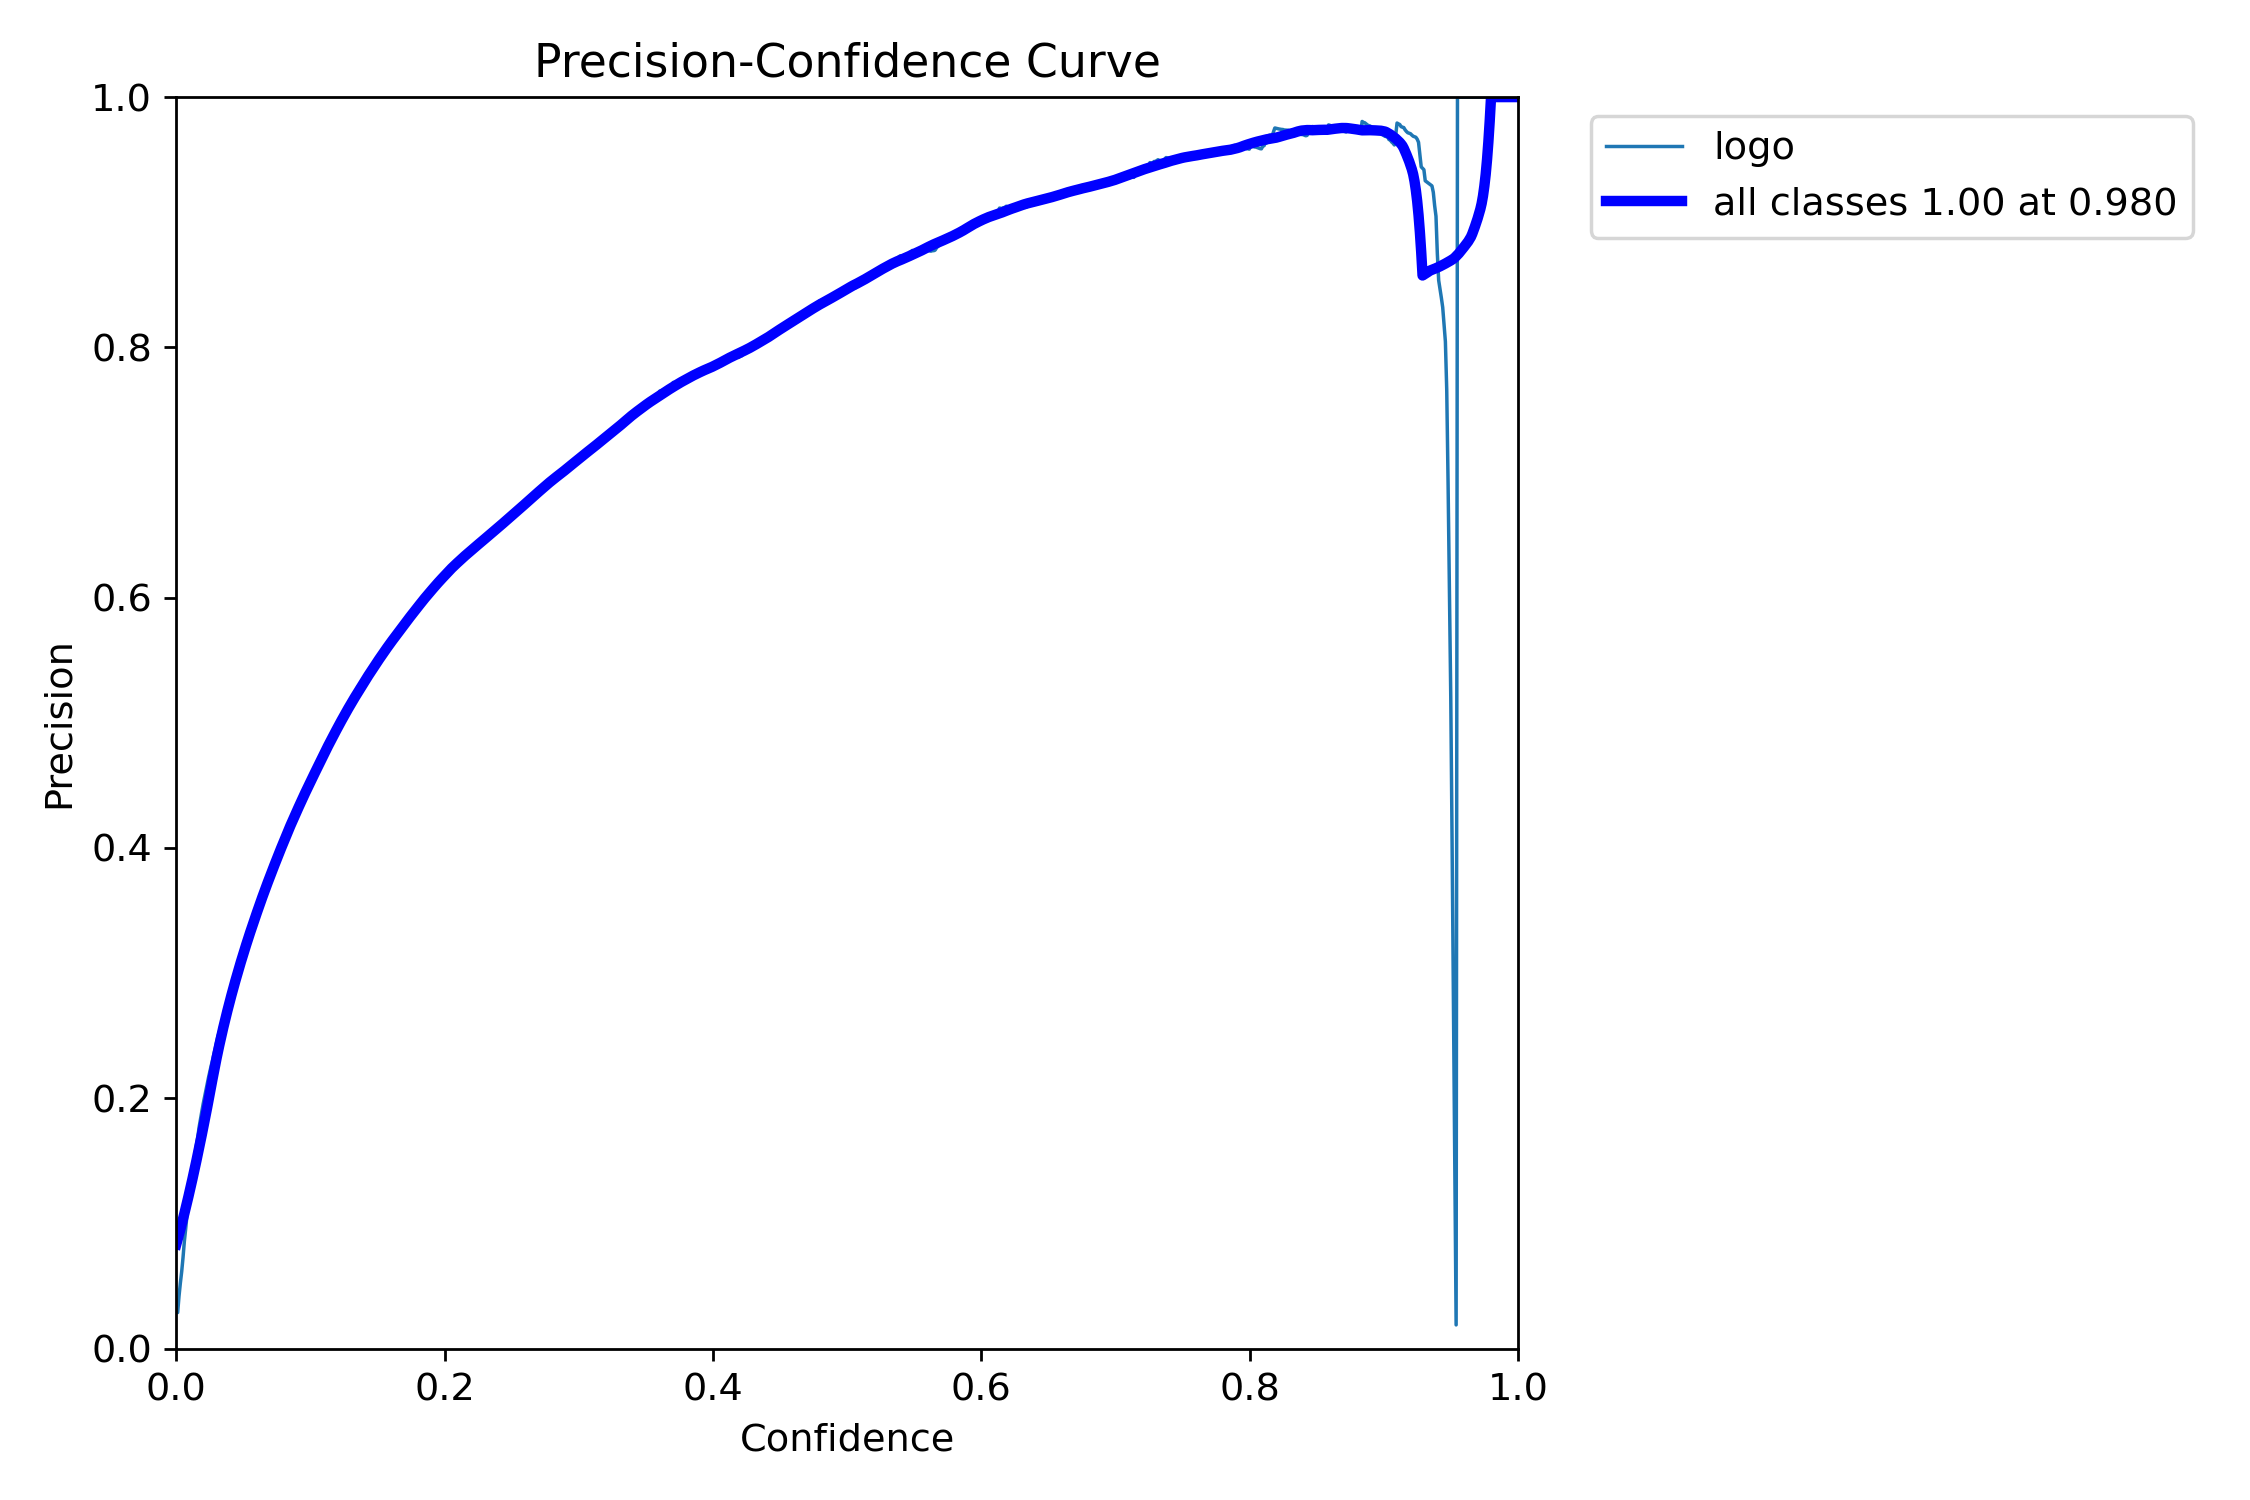 Precision-Confidence Curve
1.0
0.8
0.6
0.4
0.2
0.0
Precision
0.0 0.2 0.4 0.6 0.8 1.0
Confidence
logo
all classes 1.00 at 0.980